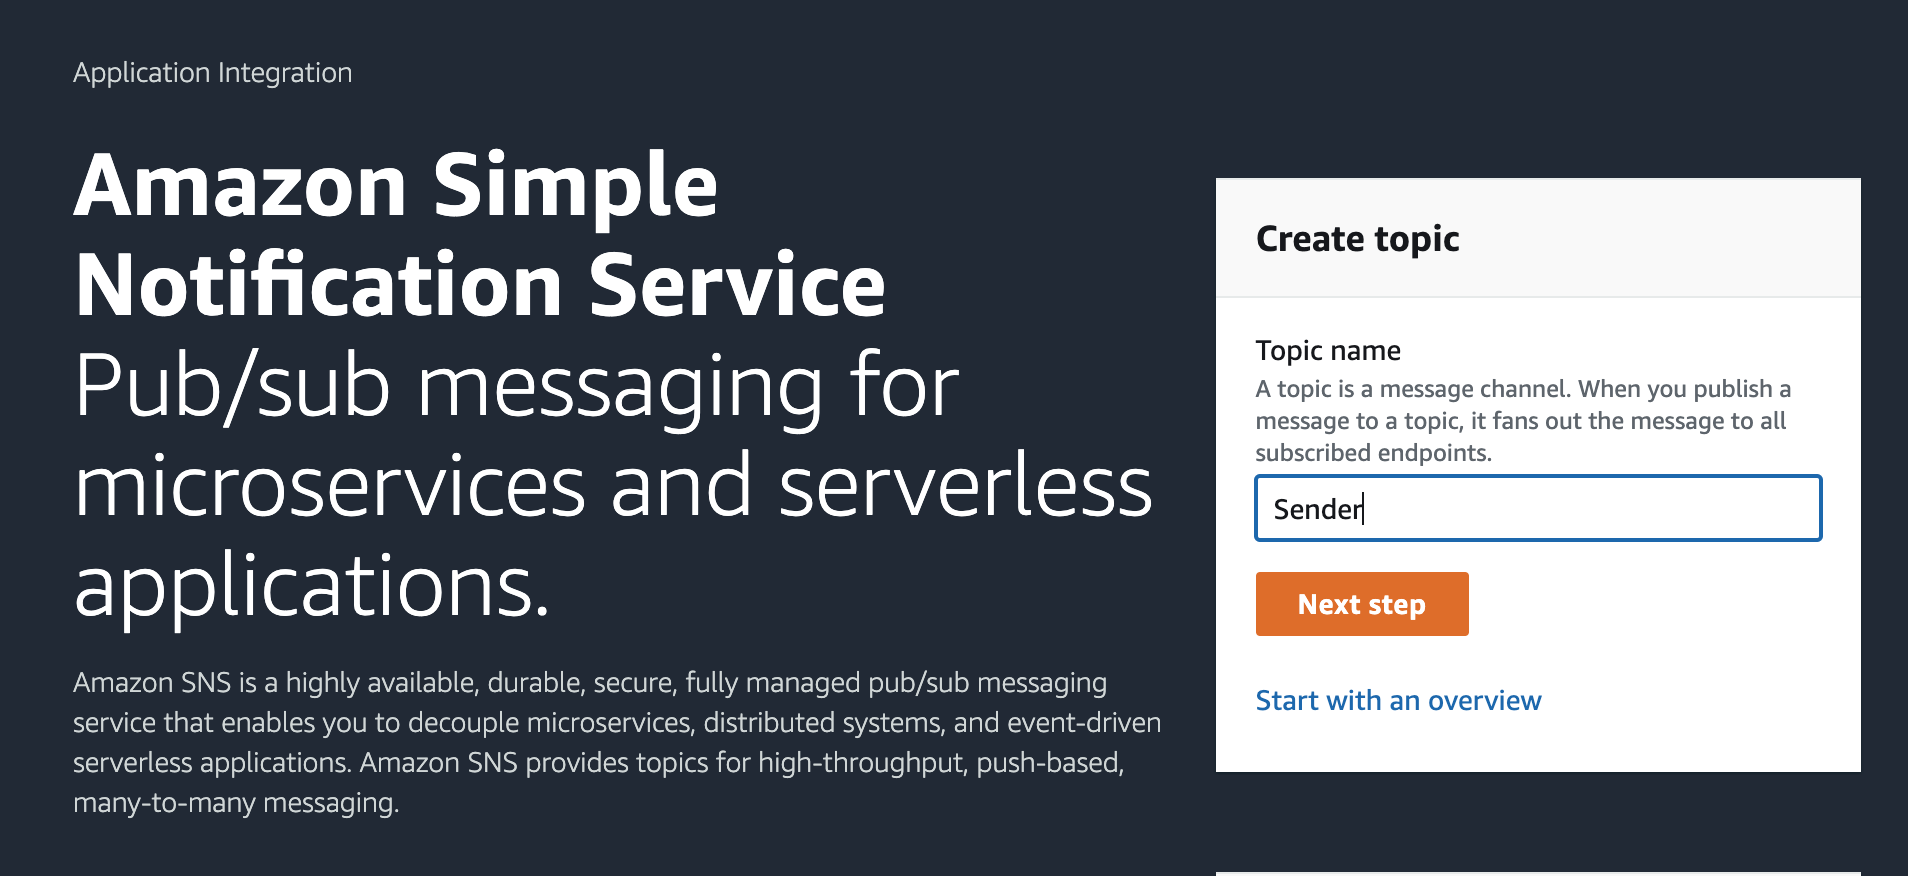 Application Integration
Amazon Simple
Notification Service
Pub/sub messaging for
microservices and serverless
applications.
Amazon SNS is a highly available, durable, secure, fully managed pub/sub messaging
service that enables you to decouple microservices, distributed systems, and event-driven
serverless applications. Amazon SNS provides topics for high-throughput, push-based,
many-to-many messaging.
Create topic
Topic name
A topic is a message channel. When you publish a
message to a topic, it fans out the message to all
subscribed endpoints.
Sender
Next step
Start with an overview